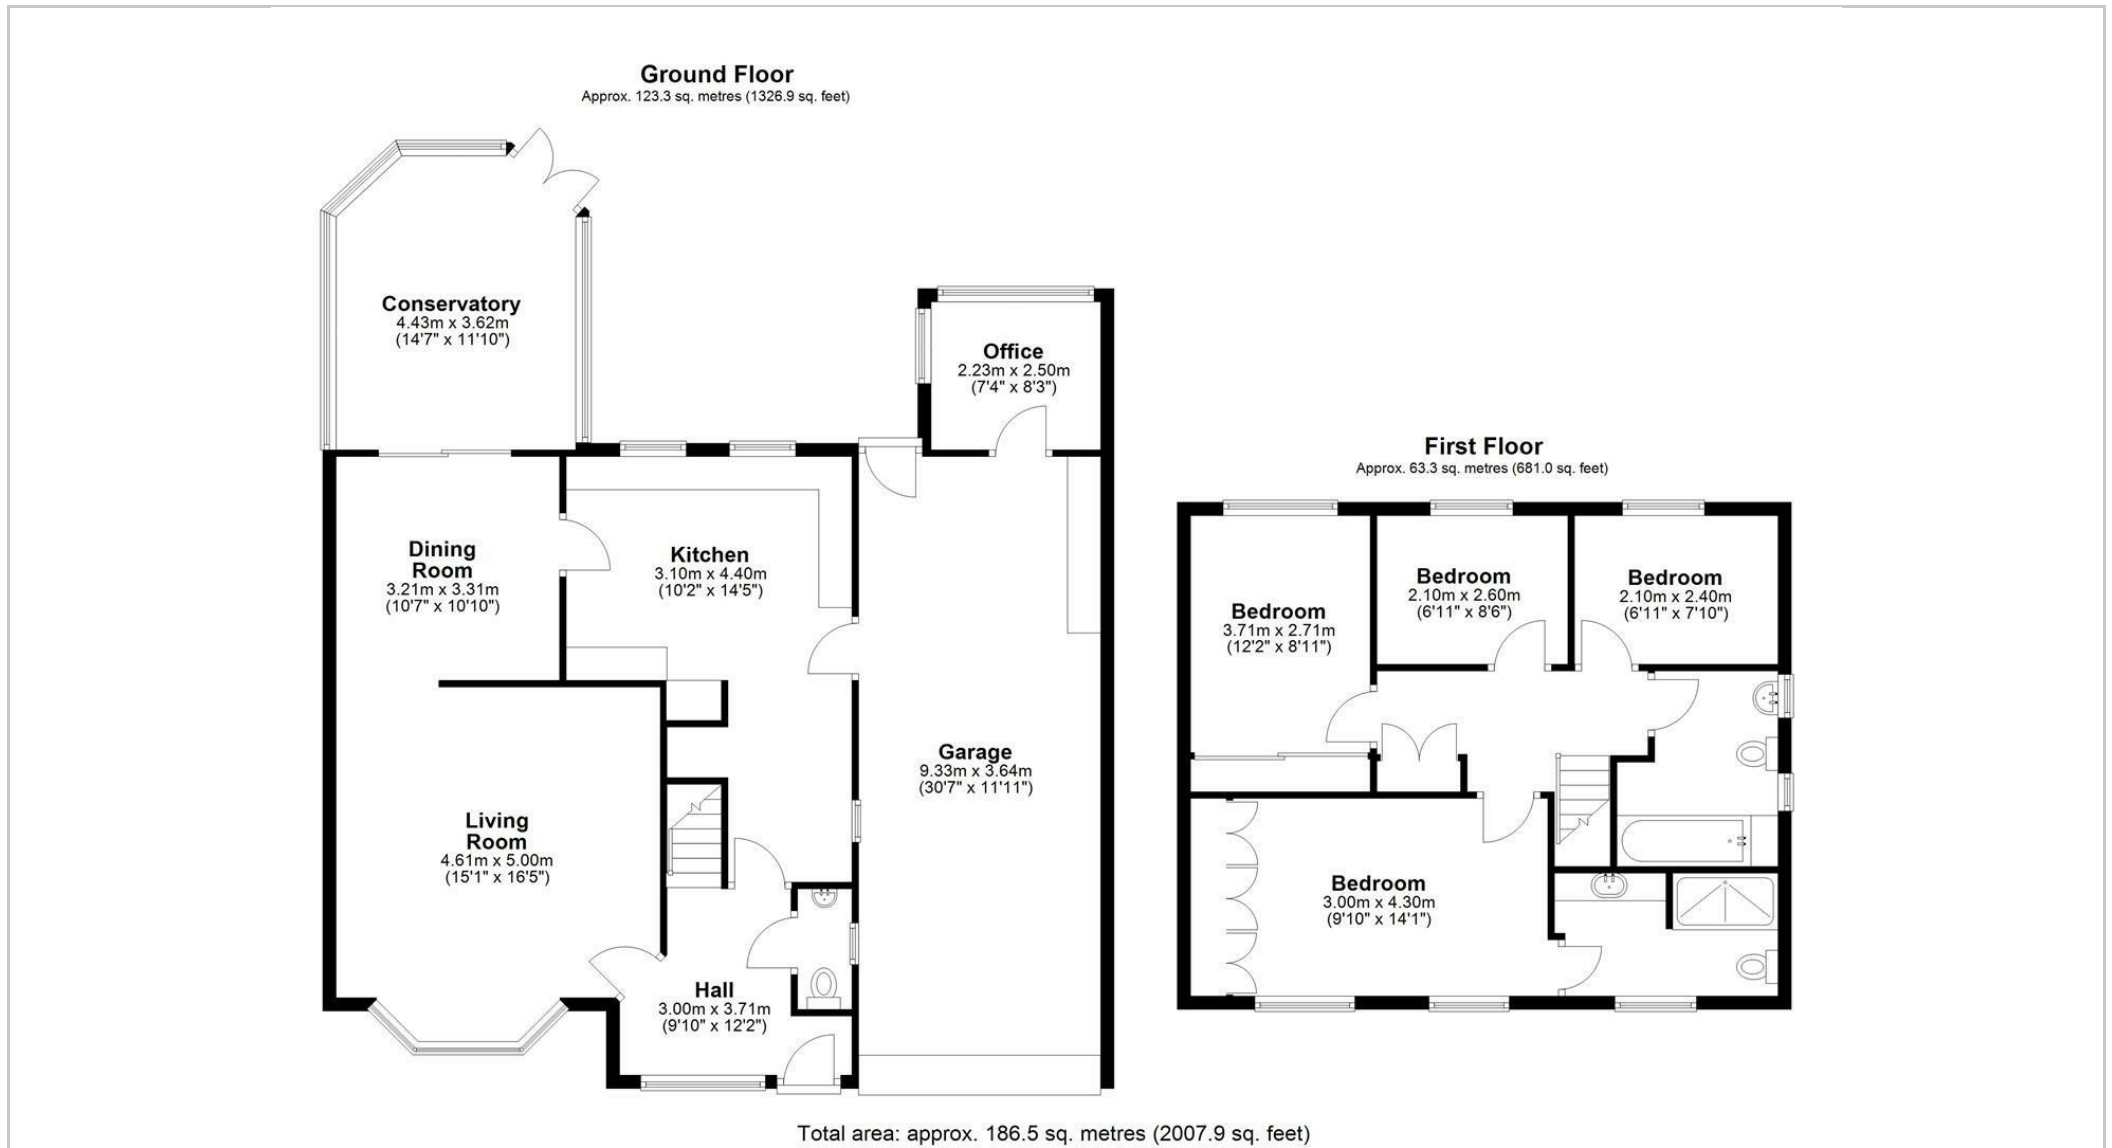 Ground Floor
Approx. 123.3 sq. metres (1326.9 sq. feet)
Conservatory
4.43m x 3.62m
(14'7" x 11'10")
Office
2.23m x 2.50m
(7'4" x 8'3")
Dining
Room
3.21m x 3.31m
(10'7" x 10'10")
Kitchen
3.10m x 4.40m
(10'2" x 14'5")
Garage
9.33m x 3.64m
(30'7" x 11'11")
Living
Room
4.61m x 5.00m
(15'1" x 16'5")
Hall
3.00m x 3.71m
(9'10" x 12'2")
First Floor
Approx. 63.3 sq. metres (681.0 sq. feet)
Bedroom
3.71m x 2.71m
(12'2" x 8'11")
Bedroom
2.10m x 2.60m
(6'11" x 8'6")
Bedroom
2.10m x 2.40m
(6'11" x 7'10")
Bedroom
3.00m x 4.30m
(9'10" x 14'1")
Total area: approx. 186.5 sq. metres (2007.9 sq. feet)